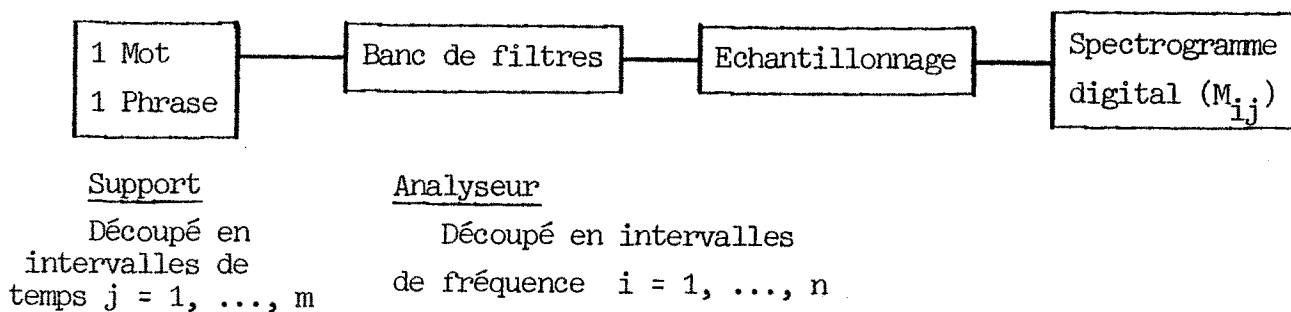 1 Mot
1 Phrase
Banc de filtres
Echantillonnage
Spectrogramme
digital (M_ij)
Support
Découpé en
intervalles de
temps j = 1, ..., m
Analyseur
Découpé en intervalles
de fréquence i = 1, ..., n